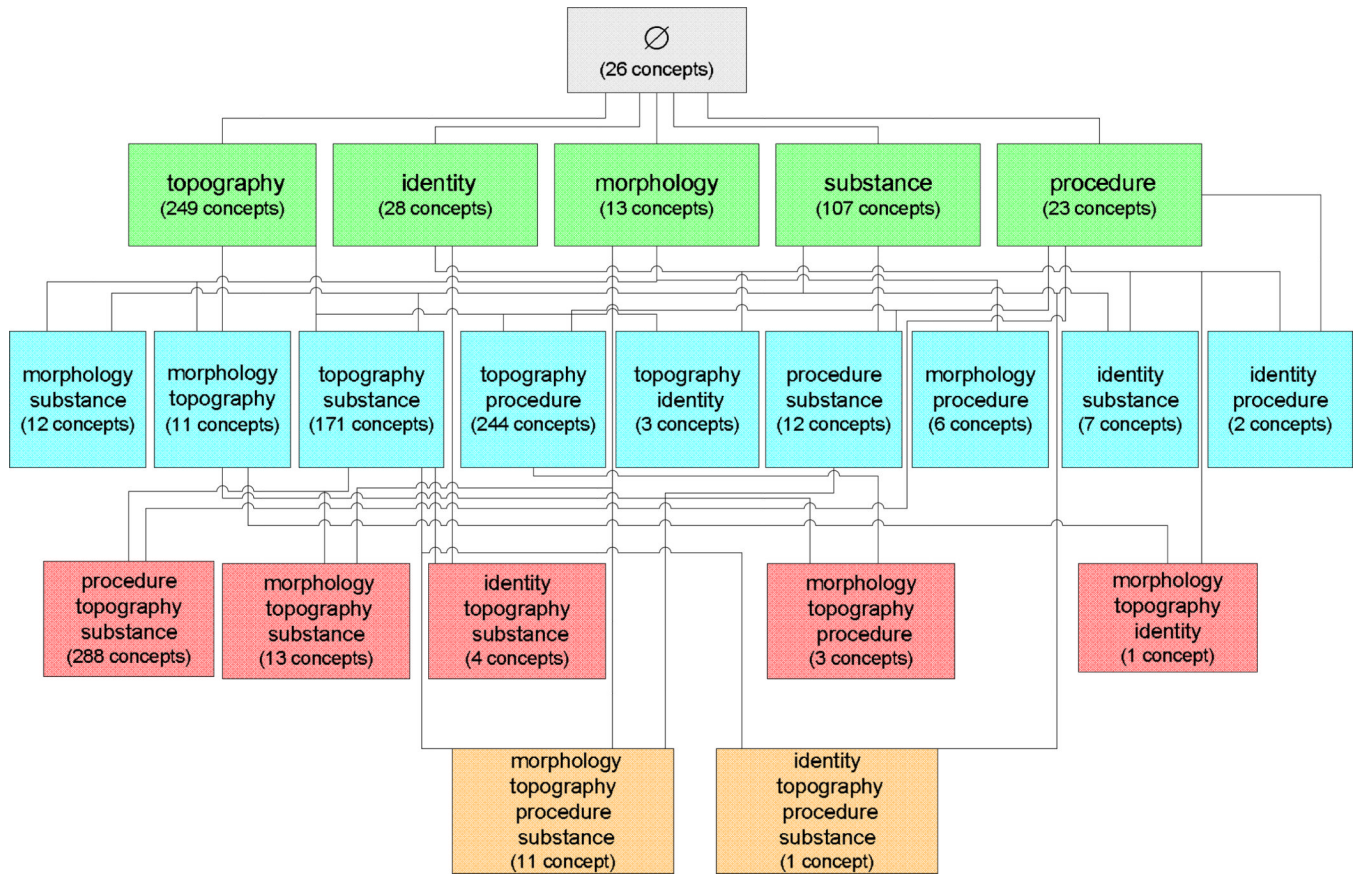 ∅
(26 concepts)
topography
(249 concepts)
identity
(28 concepts)
morphology
(13 concepts)
substance
(107 concepts)
procedure
(23 concepts)
morphology
substance
(12 concepts)
morphology
topography
(11 concepts)
topography
substance
(171 concepts)
topography
procedure
(244 concepts)
topography
identity
(3 concepts)
procedure
substance
(12 concepts)
morphology
procedure
(6 concepts)
identity
substance
(7 concepts)
identity
procedure
(2 concepts)
procedure
topography
substance
(288 concepts)
morphology
topography
substance
(13 concepts)
identity
topography
substance
(4 concepts)
morphology
topography
procedure
(3 concepts)
morphology
topography
identity
(1 concept)
morphology
topography
procedure
substance
(11 concept)
identity
topography
procedure
substance
(1 concept)